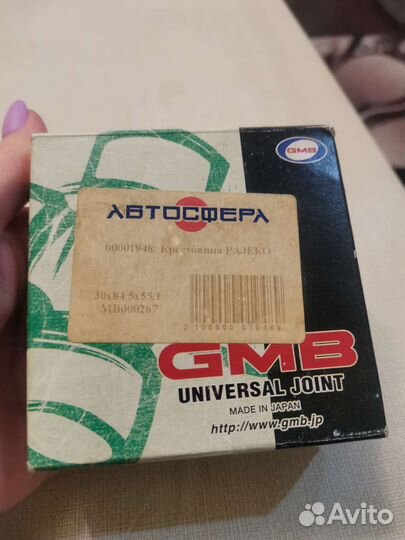 GMB
АВТОСФЕРА
00001948: Крестовина PAJEKO
30x84,5x55,1
MB000267
GMB
UNIVERSAL JOINT
MADE IN JAPAN
http://www.gmb.jp
Avito